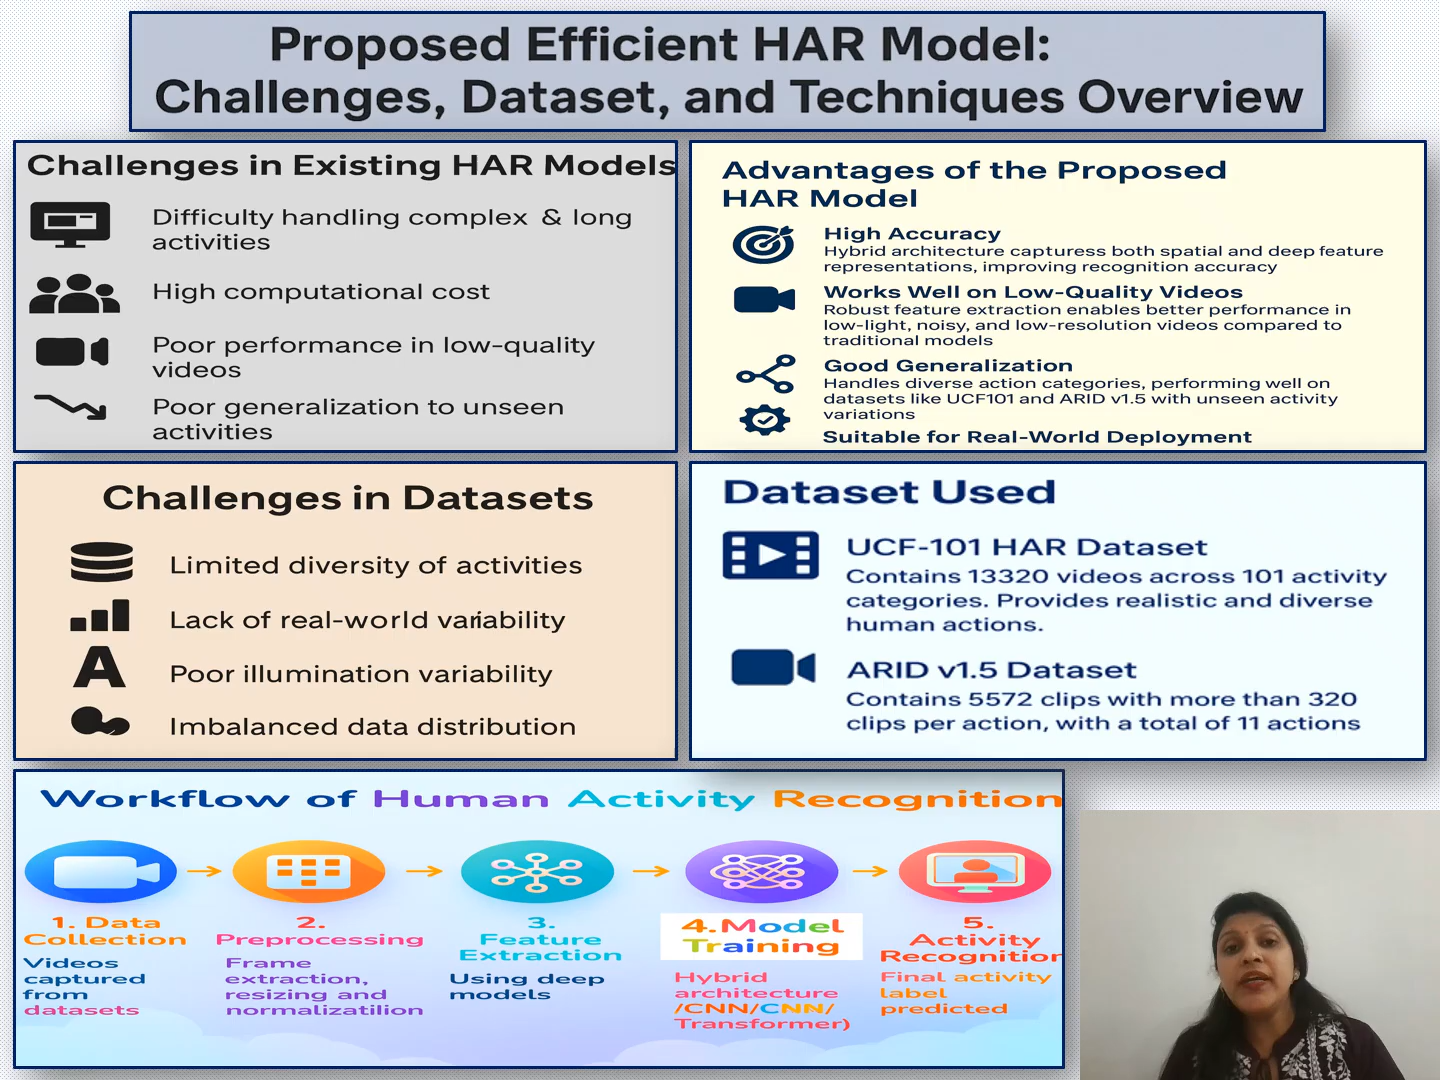 Proposed Efficient HAR Model:
Challenges, Dataset, and Techniques Overview
Challenges in Existing HAR Models
Difficulty handling complex & long
activities
High computational cost
Poor performance in low-quality
videos
Poor generalization to unseen
activities
Advantages of the Proposed
HAR Model
High Accuracy
Hybrid architecture capturess both spatial and deep feature
representations, improving recognition accuracy
Works Well on Low-Quality Videos
Robust feature extraction enables better performance in
low-light, noisy, and low-resolution videos compared to
traditional models
Good Generalization
Handles diverse action categories, performing well on
datasets like UCF101 and ARID v1.5 with unseen activity
variations
Suitable for Real-World Deployment
Challenges in Datasets
Limited diversity of activities
Lack of real-world variability
A
Poor illumination variability
Imbalanced data distribution
Dataset Used
UCF-101 HAR Dataset
Contains 13320 videos across 101 activity
categories. Provides realistic and diverse
human actions.
ARID v1.5 Dataset
Contains 5572 clips with more than 320
clips per action, with a total of 11 actions
Workflow of Human Activity Recognition
1. Data
Collection
Videos
captured
from
datasets
2.
Preprocessing
Frame
extraction,
resizing and
normalizatilion
3.
Feature
Extraction
Using deep
models
4.Model
Training
Hybrid
architecture
/CNN/CNN/
Transformer)
5.
Activity
Recognition
Final activity
label
predicted